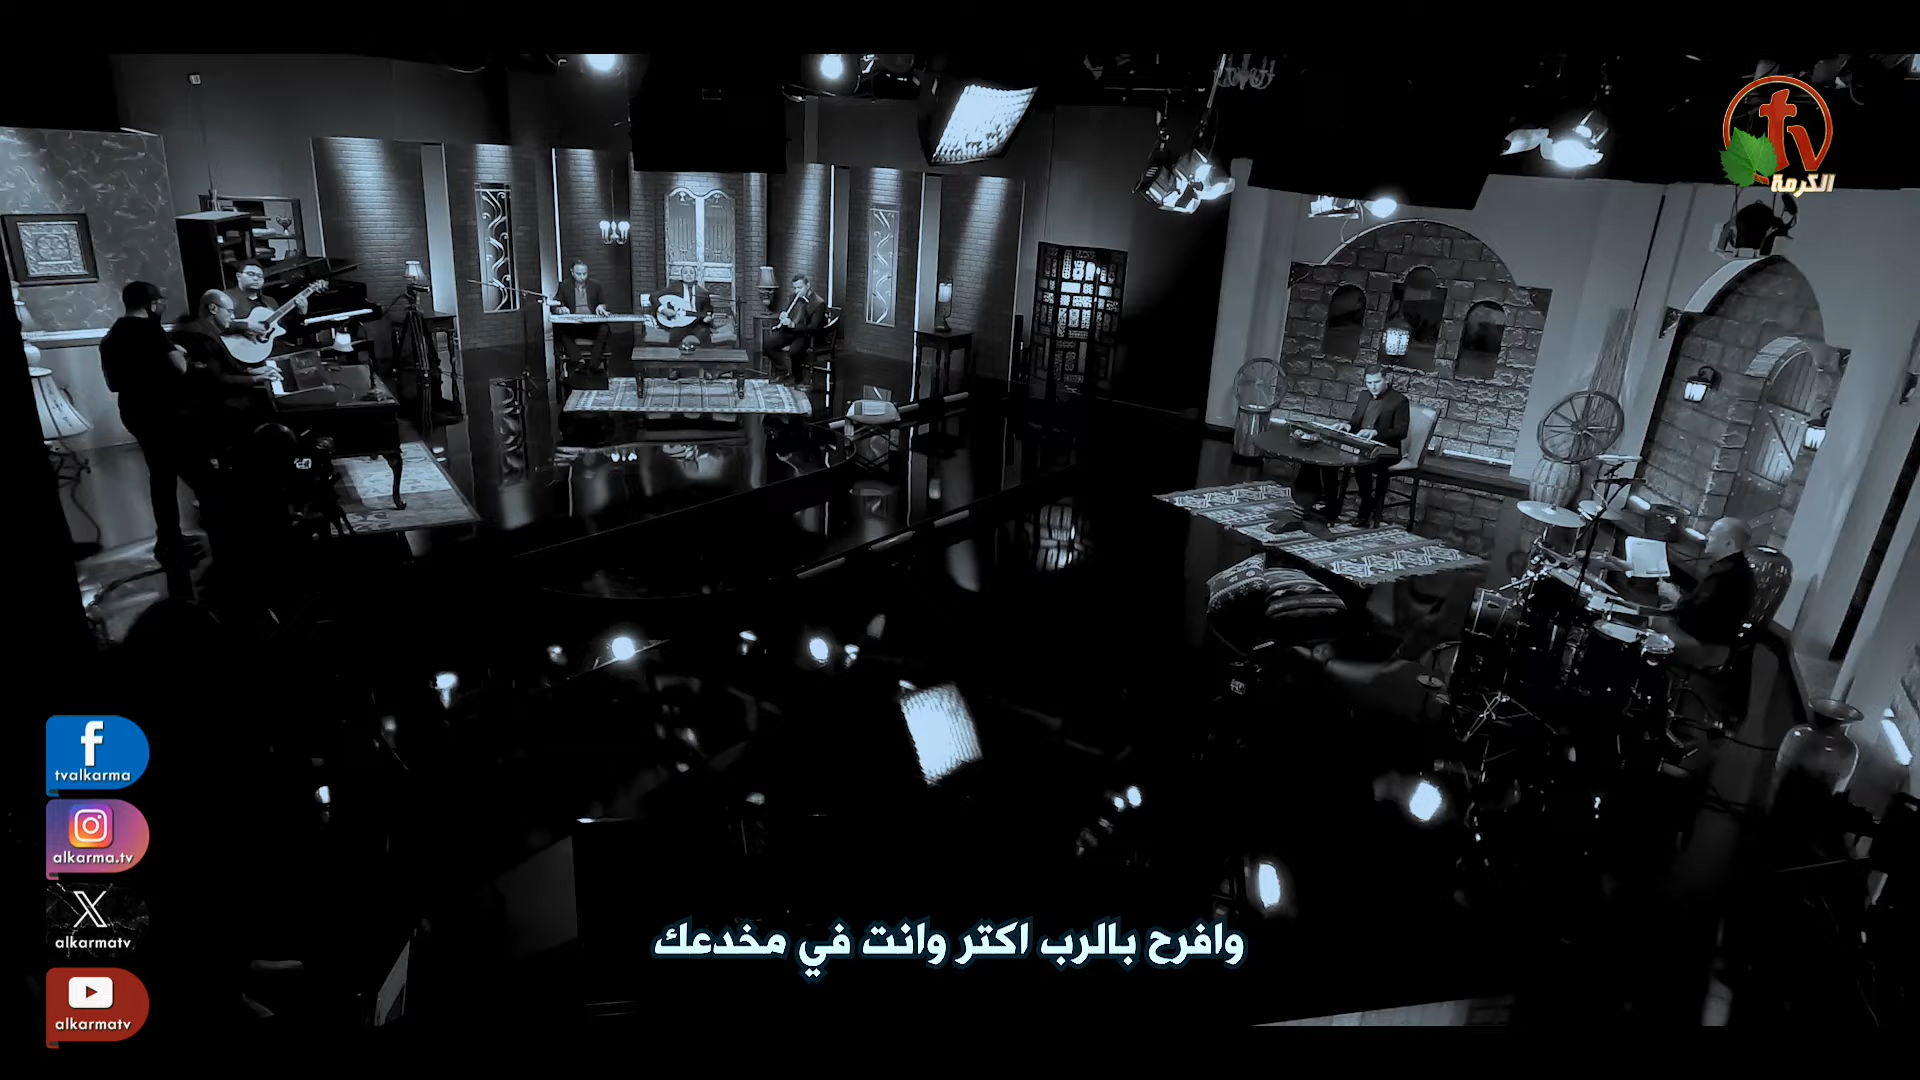 tv
الكرمة
tvalkarma
alkarma.tv
alkarmatv
alkarmatv
وافرح بالرب اكتر وانت في مخدعك